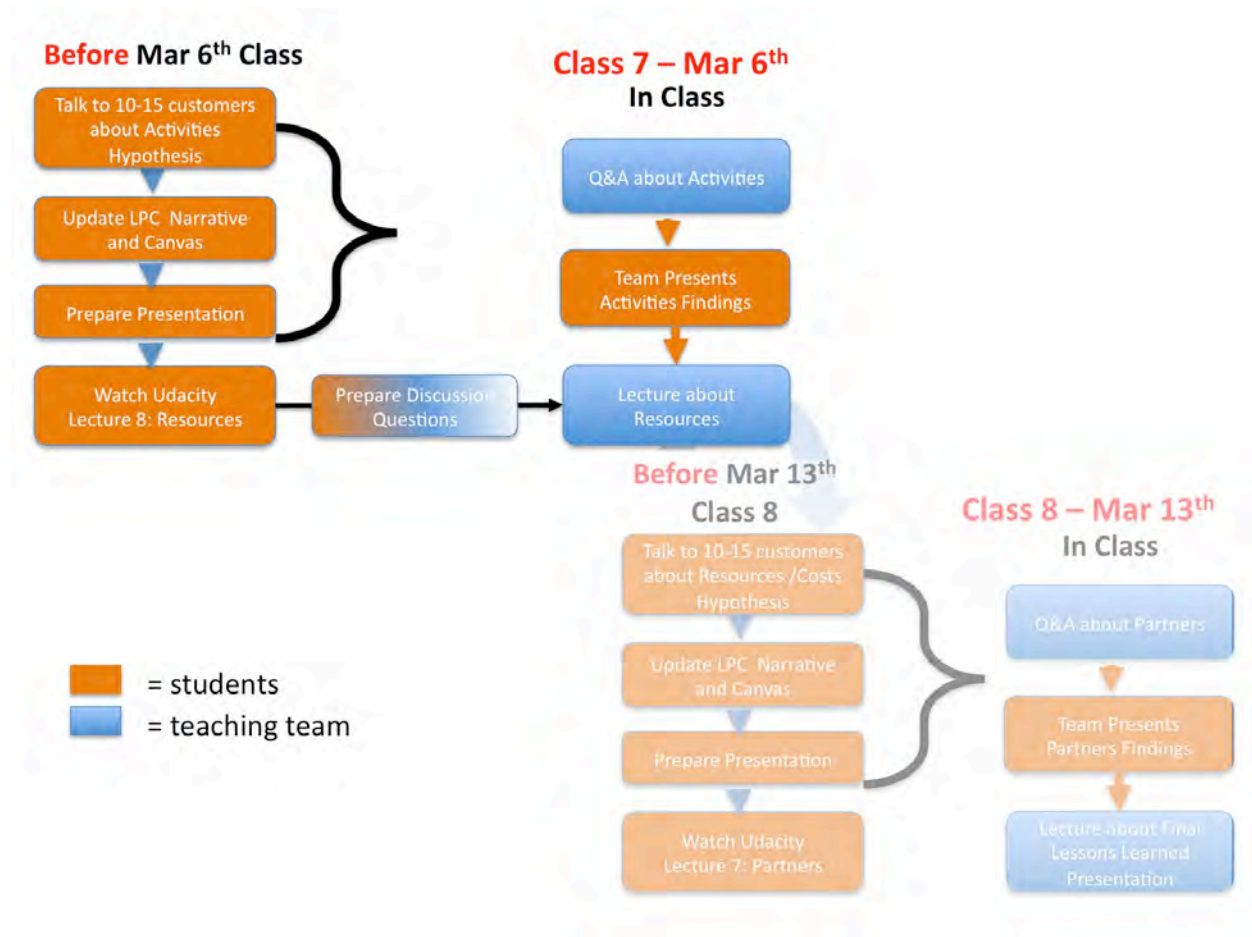 Before Mar 6th Class
Talk to 10-15 customers
about Activities
Hypothesis
Update LPC Narrative
and Canvas
Prepare Presentation
Watch Udacity
Lecture 8: Resources
Prepare Discussion
Questions
Class 7 – Mar 6th
In Class
Q&A about Activities
Team Presents
Activities Findings
Lecture about
Resources
Before Mar 13th
Class 8
Talk to 10-15 customers
about Resources /Costs
Hypothesis
Update LPC Narrative
and Canvas
Prepare Presentation
Watch Udacity
Lecture 7: Partners
Class 8 – Mar 13th
In Class
Q&A about Partners
Team Presents
Partners Findings
Lecture about Final
Lessons Learned
Presentation
= students
= teaching team